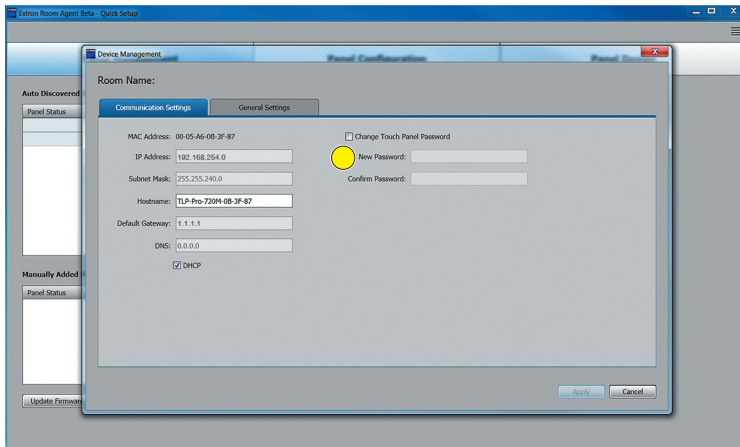 Extron Room Agent Beta - Quick Setup
Panel Configuration
Device Management
Room Name:
Communication Settings
General Settings
Auto Discovered
Panel Status
MAC Address: 00-05-A6-0B-3F-87
Change Touch Panel Password
IP Address: 192.168.254.0
New Password:
Subnet Mask: 255.255.240.0
Confirm Password:
Hostname: TLP-Pro-720M-0B-3F-87
Default Gateway: 1.1.1.1
DNS: 0.0.0.0
DHCP
Manually Added
Panel Status
Update Firmware
Apply
Cancel